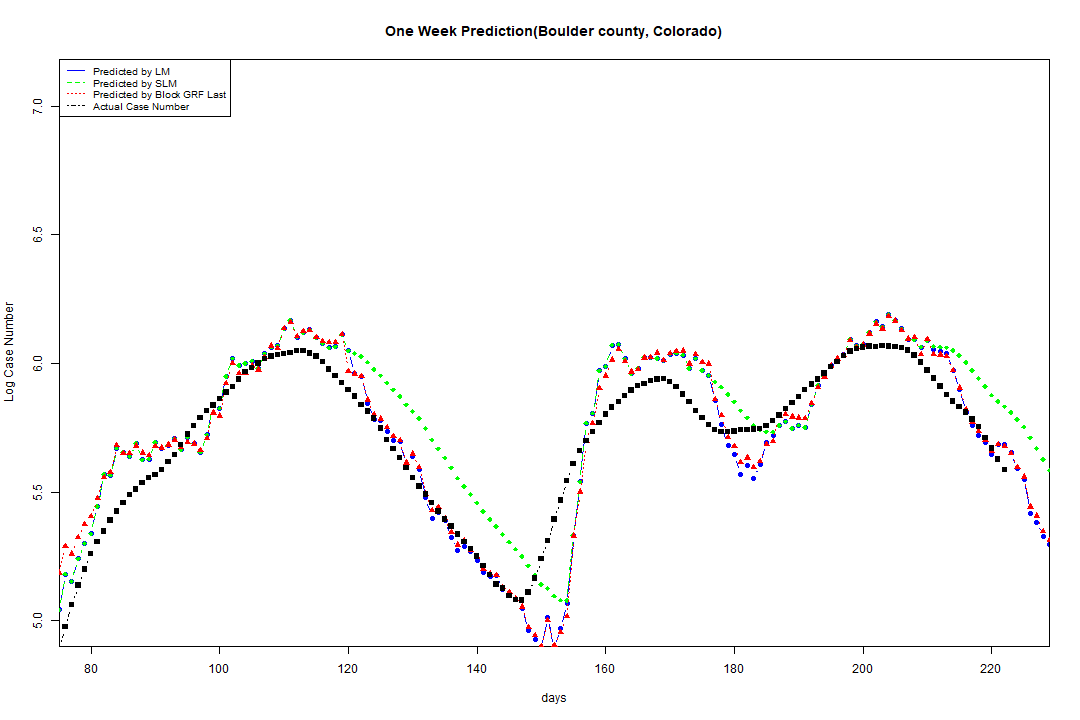 One Week Prediction(Boulder county, Colorado)
Predicted by LM
Predicted by SLM
Predicted by Block GRF Last
Actual Case Number
7.0
6.5
6.0
5.5
5.0
Log Case Number
80 100 120 140 160 180 200 220
days